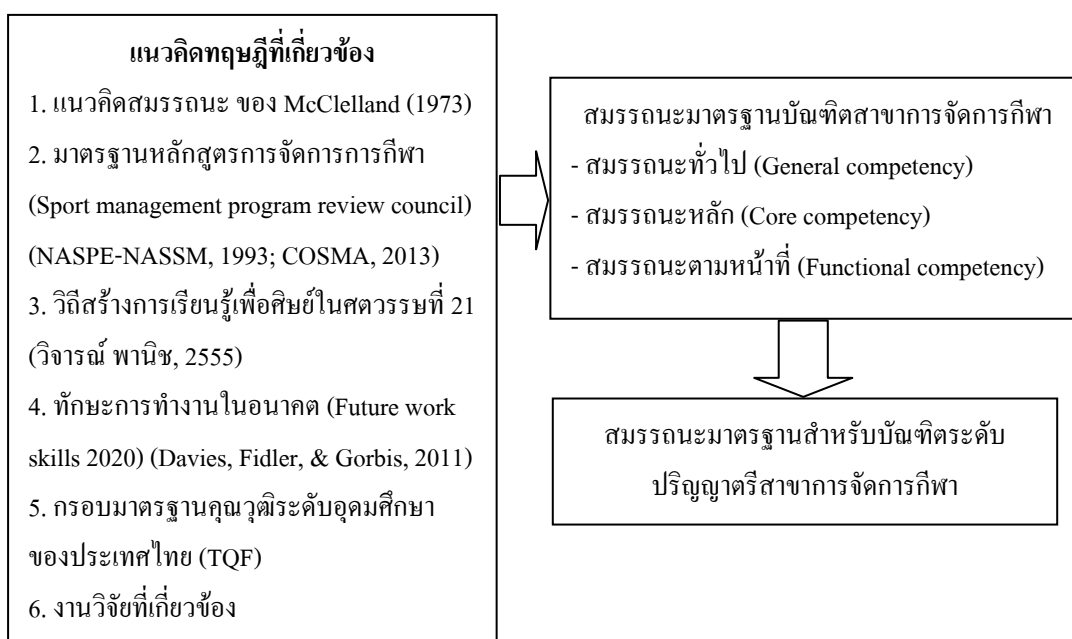 แนวคิดทฤษฎีที่เกี่ยวข้อง
1. แนวคิดสมรรถนะ ของ McClelland (1973)
2. มาตรฐานหลักสูตรการจัดการการกีฬา
(Sport management program review council)
(NASPE-NASSM, 1993; COSMA, 2013)
3. วิถีสร้างการเรียนรู้เพื่อศิษย์ในศตวรรษที่ 21
(วิจารณ์ พานิช, 2555)
4. ทักษะการทำงานในอนาคต (Future work
skills 2020) (Davies, Fidler, & Gorbis, 2011)
5. กรอบมาตรฐานคุณวุฒิระดับอุดมศึกษา
ของประเทศไทย (TQF)
6. งานวิจัยที่เกี่ยวข้อง
สมรรถนะมาตรฐานบัณฑิตสาขาการจัดการกีฬา
- สมรรถนะทั่วไป (General competency)
- สมรรถนะหลัก (Core competency)
- สมรรถนะตามหน้าที่ (Functional competency)
สมรรถนะมาตรฐานสำหรับบัณฑิตระดับ
ปริญญาตรีสาขาการจัดการกีฬา